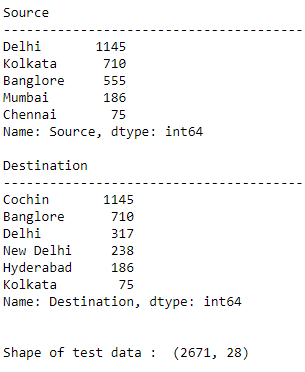 Source
---------------------------------------
Delhi       1145
Kolkata      710
Banglore     555
Mumbai       186
Chennai       75
Name: Source, dtype: int64
Destination
---------------------------------------
Cochin       1145
Banglore      710
Delhi         317
New Delhi     238
Hyderabad     186
Kolkata        75
Name: Destination, dtype: int64
Shape of test data :  (2671, 28)